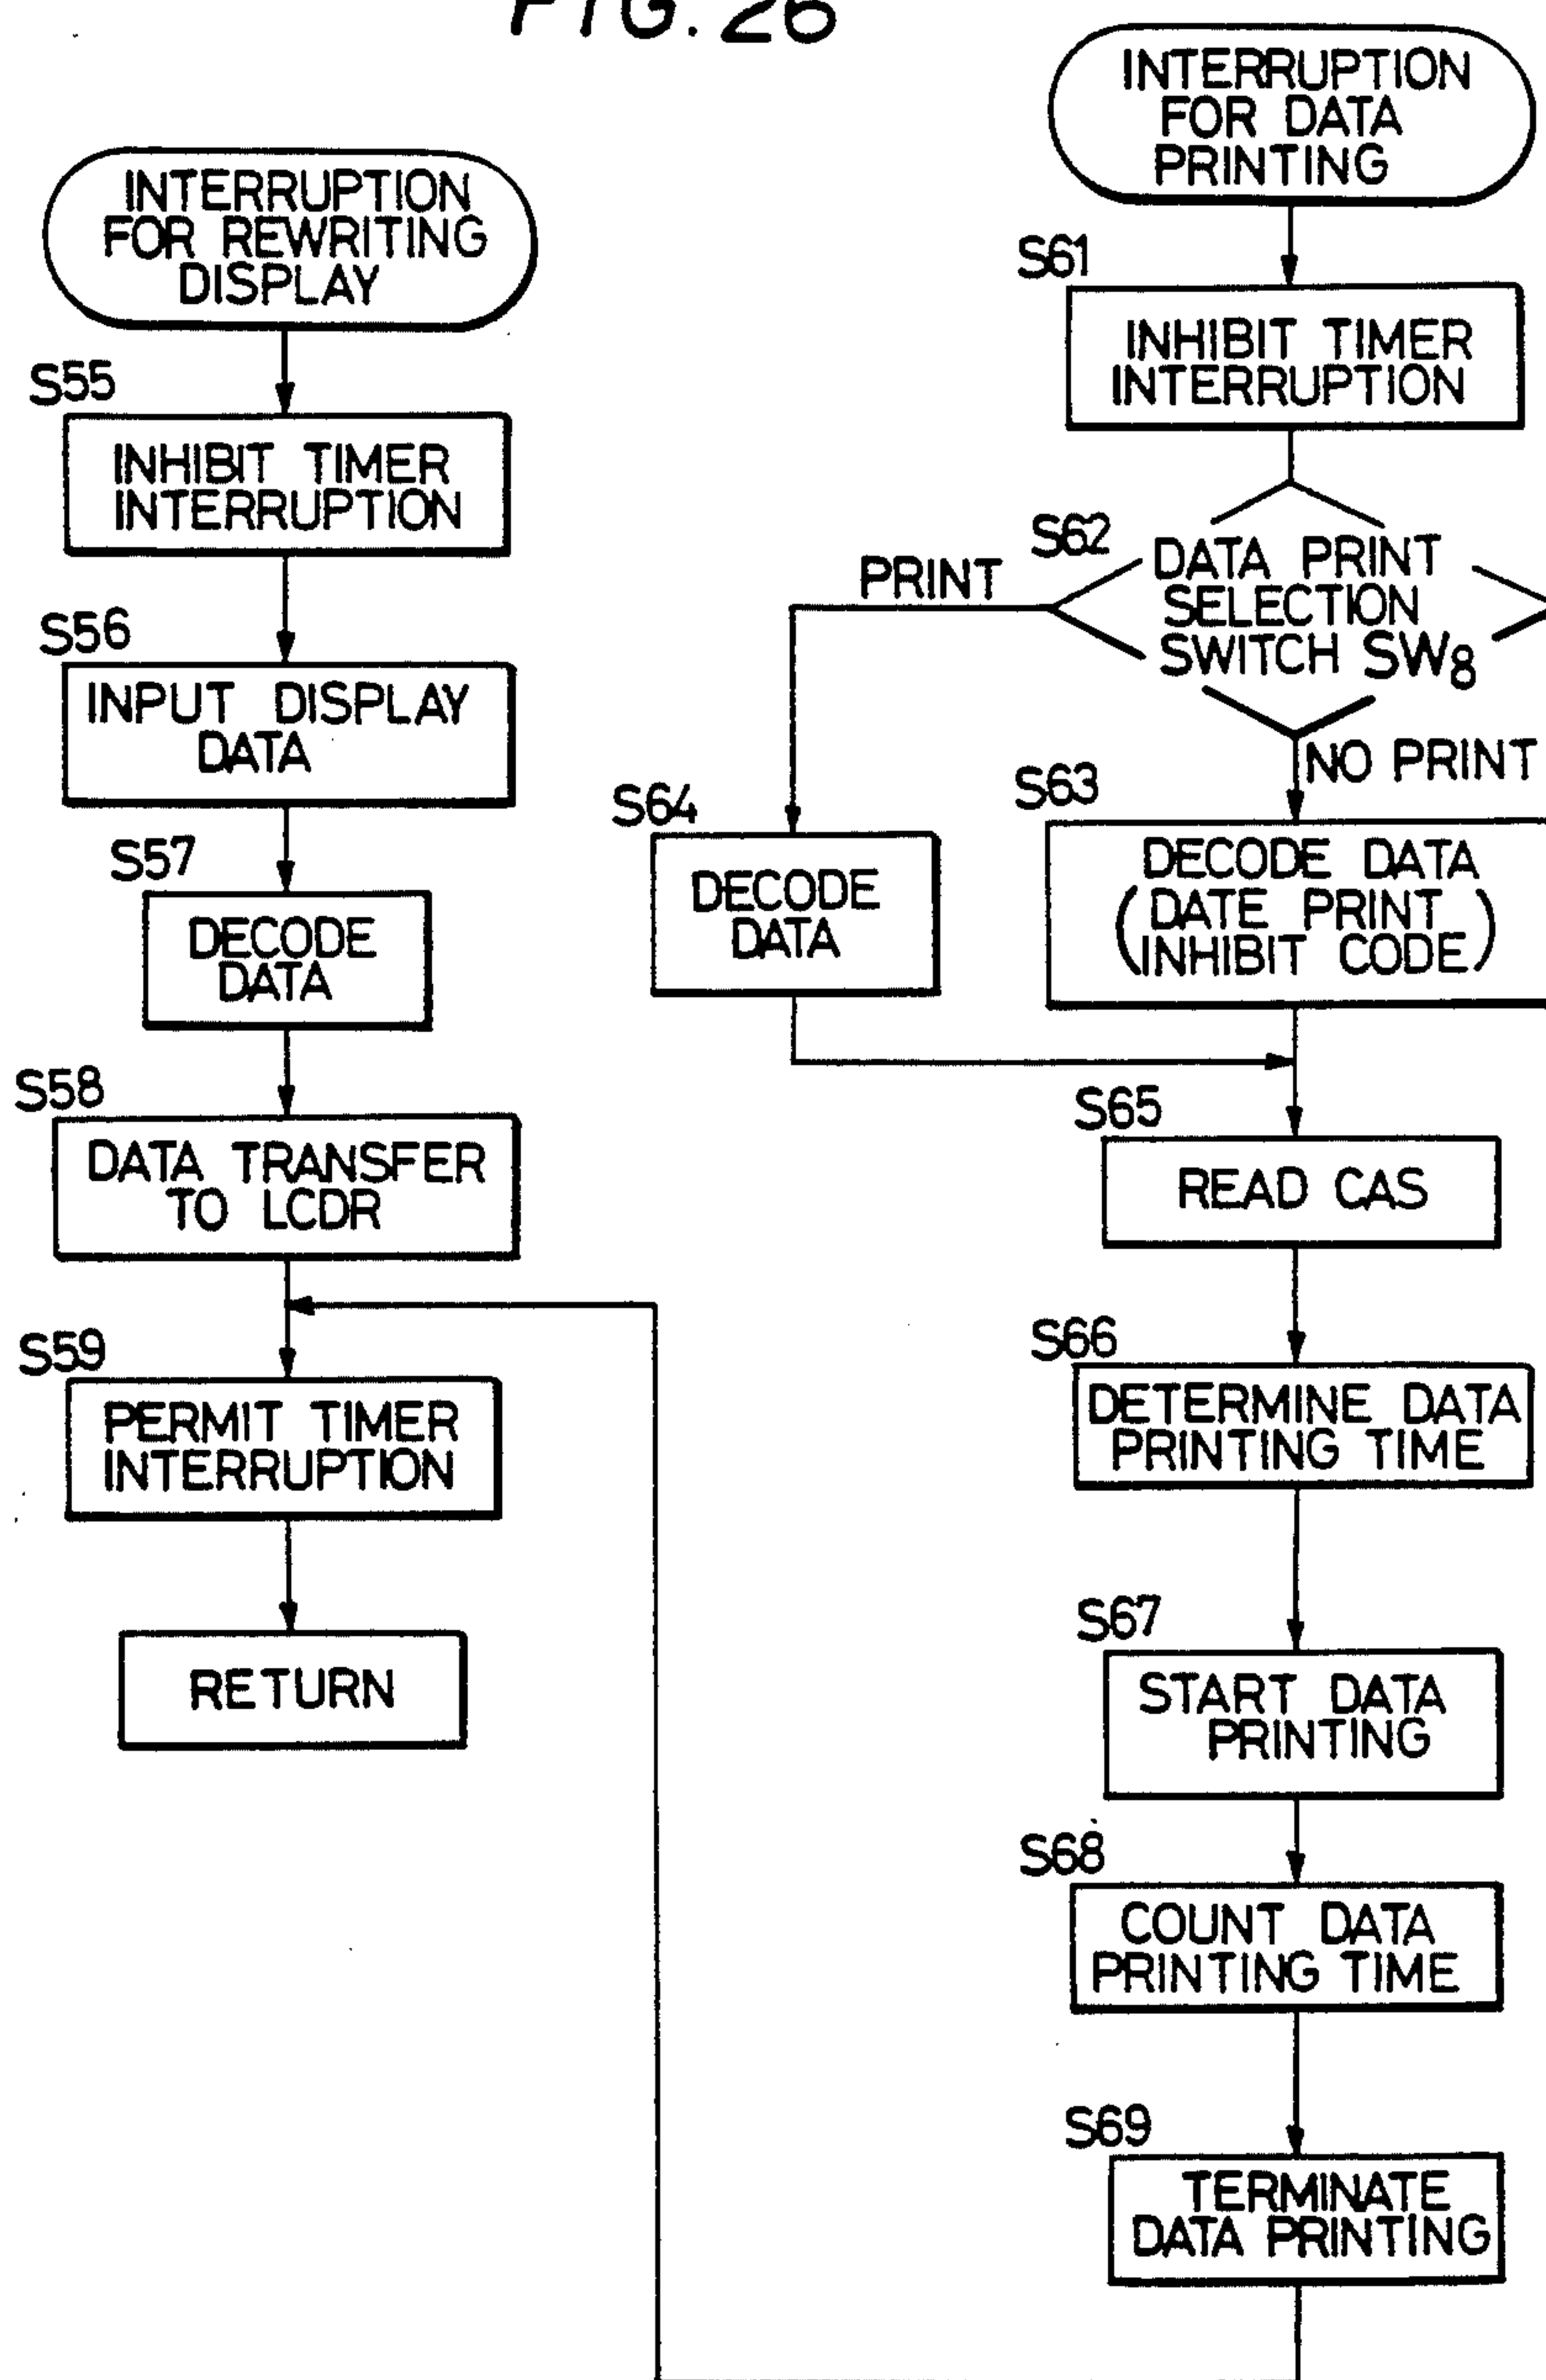 FIG. 26
INTERRUPTION
FOR REWRITING
DISPLAY
S55
INHIBIT TIMER
INTERRUPTION
S56
INPUT DISPLAY
DATA
S57
DECODE
DATA
S58
DATA TRANSFER
TO LCDR
S59
PERMIT TIMER
INTERRUPTION
RETURN
INTERRUPTION
FOR DATA
PRINTING
S61
INHIBIT TIMER
INTERRUPTION
S62
DATA PRINT
SELECTION
SWITCH SW8
PRINT
NO PRINT
S64
DECODE
DATA
S63
DECODE DATA
(DATE PRINT
INHIBIT CODE)
S65
READ CAS
S66
DETERMINE DATA
PRINTING TIME
S67
START DATA
PRINTING
S68
COUNT DATA
PRINTING TIME
S69
TERMINATE
DATA PRINTING